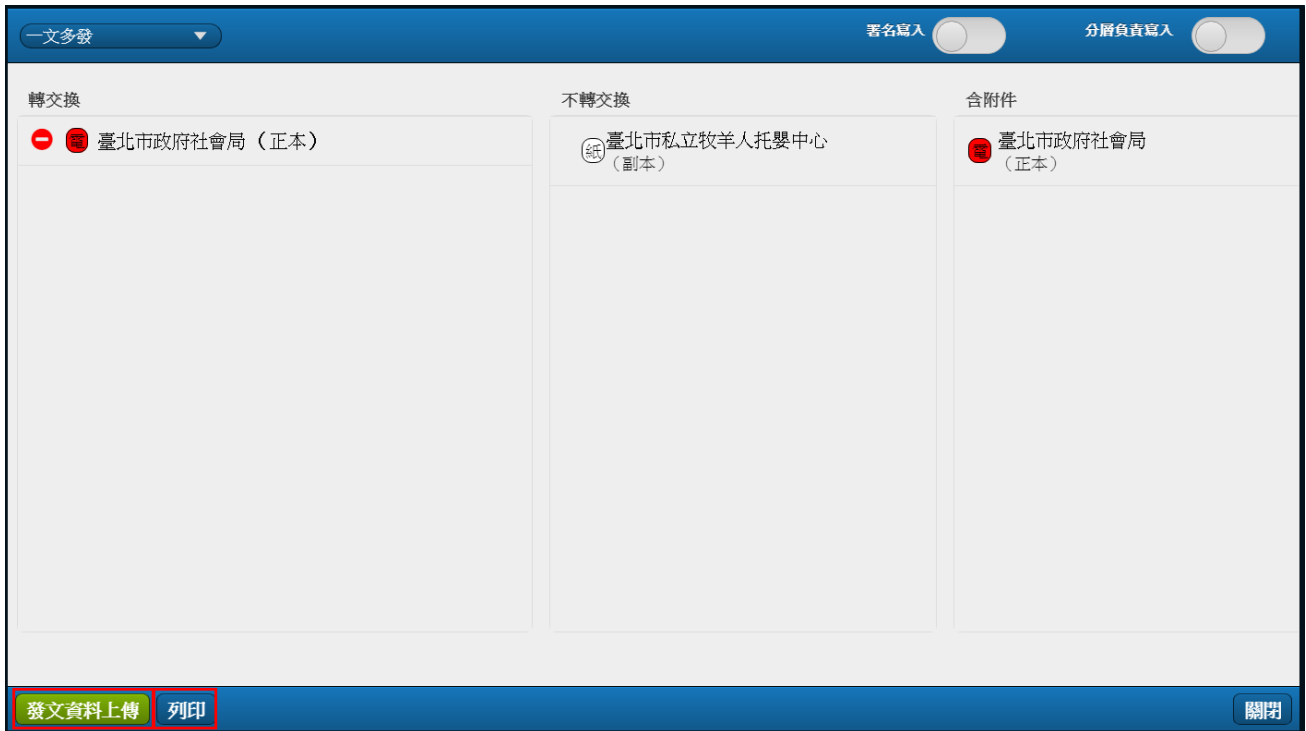 一文多發
署名寫入
分層負責寫入
轉交換
電 臺北市政府社會局（正本）
不轉交換
紙 臺北市私立牧羊人托嬰中心
（副本）
含附件
電 臺北市政府社會局
（正本）
發文資料上傳
列印
關閉